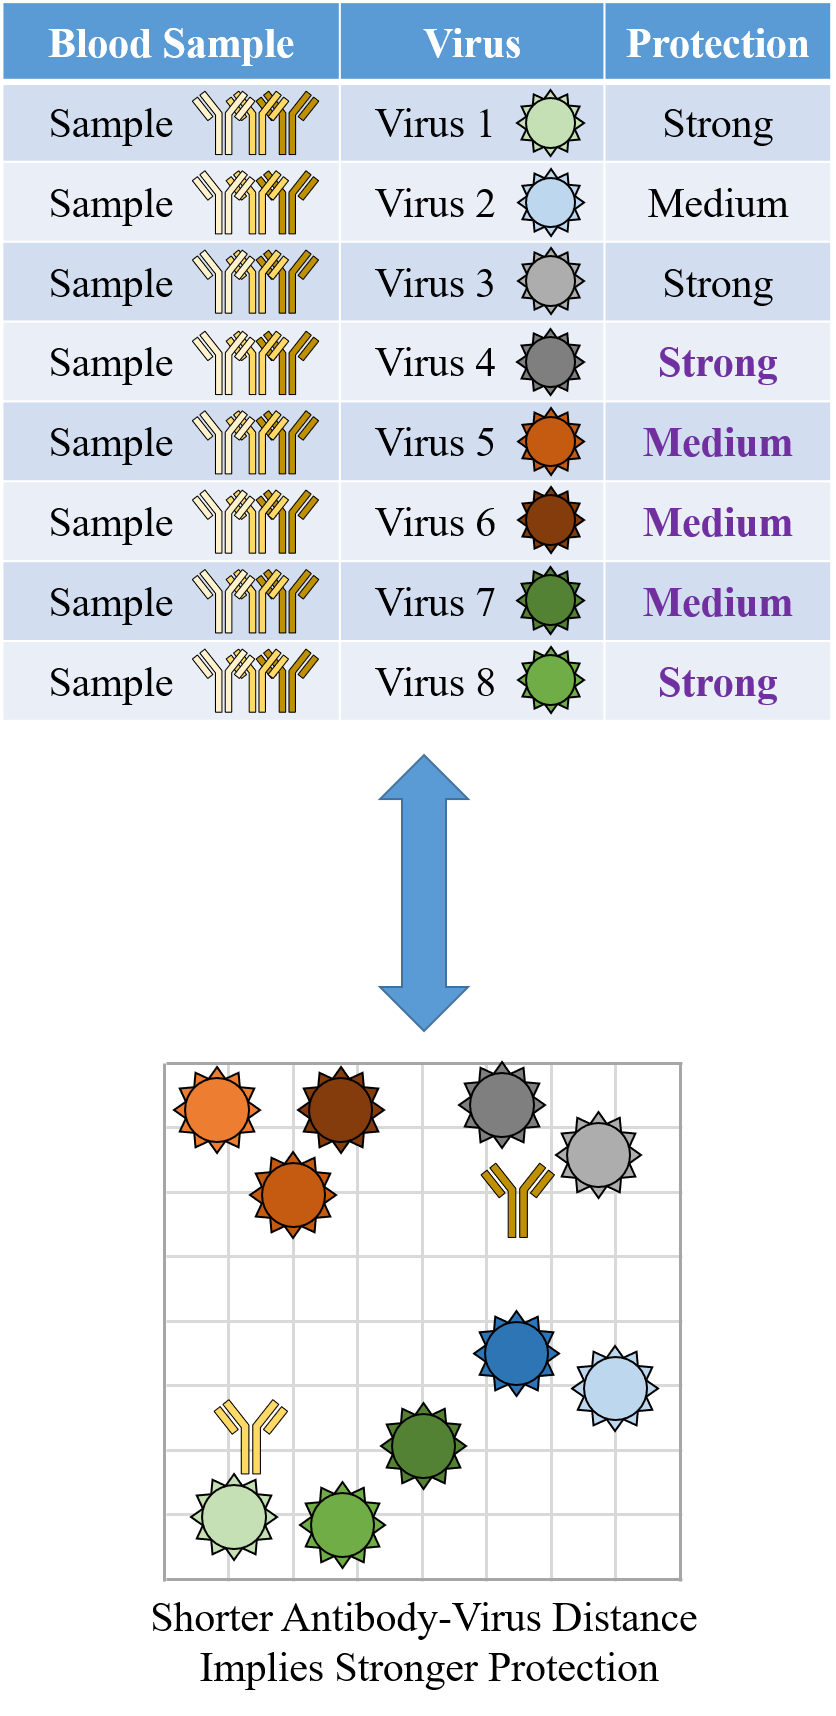 Blood Sample Virus Protection
Sample Virus 1 Strong
Sample Virus 2 Medium
Sample Virus 3 Strong
Sample Virus 4 Strong
Sample Virus 5 Medium
Sample Virus 6 Medium
Sample Virus 7 Medium
Sample Virus 8 Strong
Shorter Antibody-Virus Distance
Implies Stronger Protection